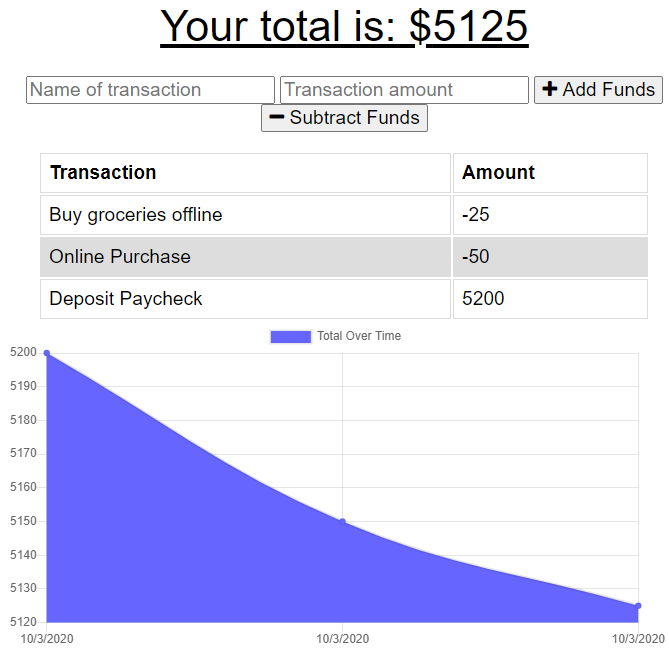 Your total is: $5125
Name of transaction Transaction amount + Add Funds
− Subtract Funds
Transaction Amount
Buy groceries offline -25
Online Purchase -50
Deposit Paycheck 5200
Total Over Time
5200
5190
5180
5170
5160
5150
5140
5130
5120
10/3/2020 10/3/2020 10/3/2020